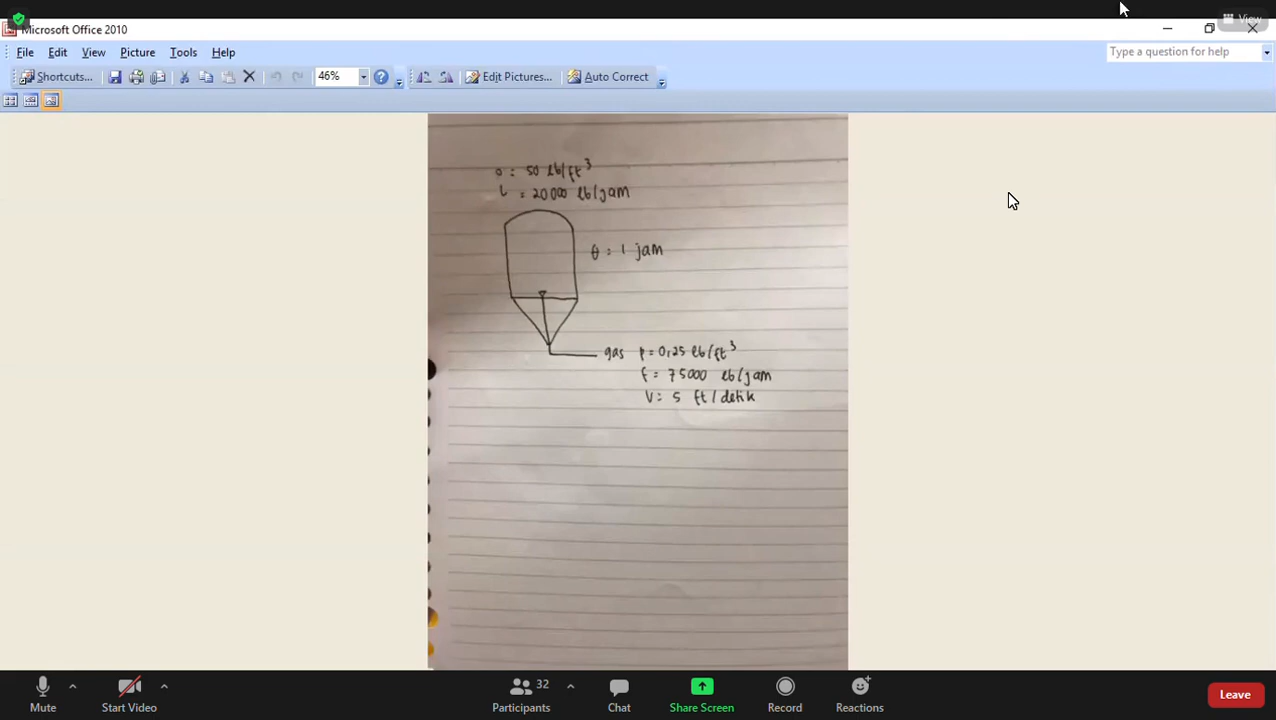 View
Microsoft Office 2010
File Edit View Picture Tools Help
Type a question for help
Shortcuts... 46% Edit Pictures... Auto Correct
= 50 lb/ft³
L = 20000 lb/jam
θ = 1 jam
gas ρ = 0,25 lb/ft³
f = 75000 lb/jam
V = 5 ft/detik
Mute Start Video 32 Participants Chat Share Screen Record Reactions Leave